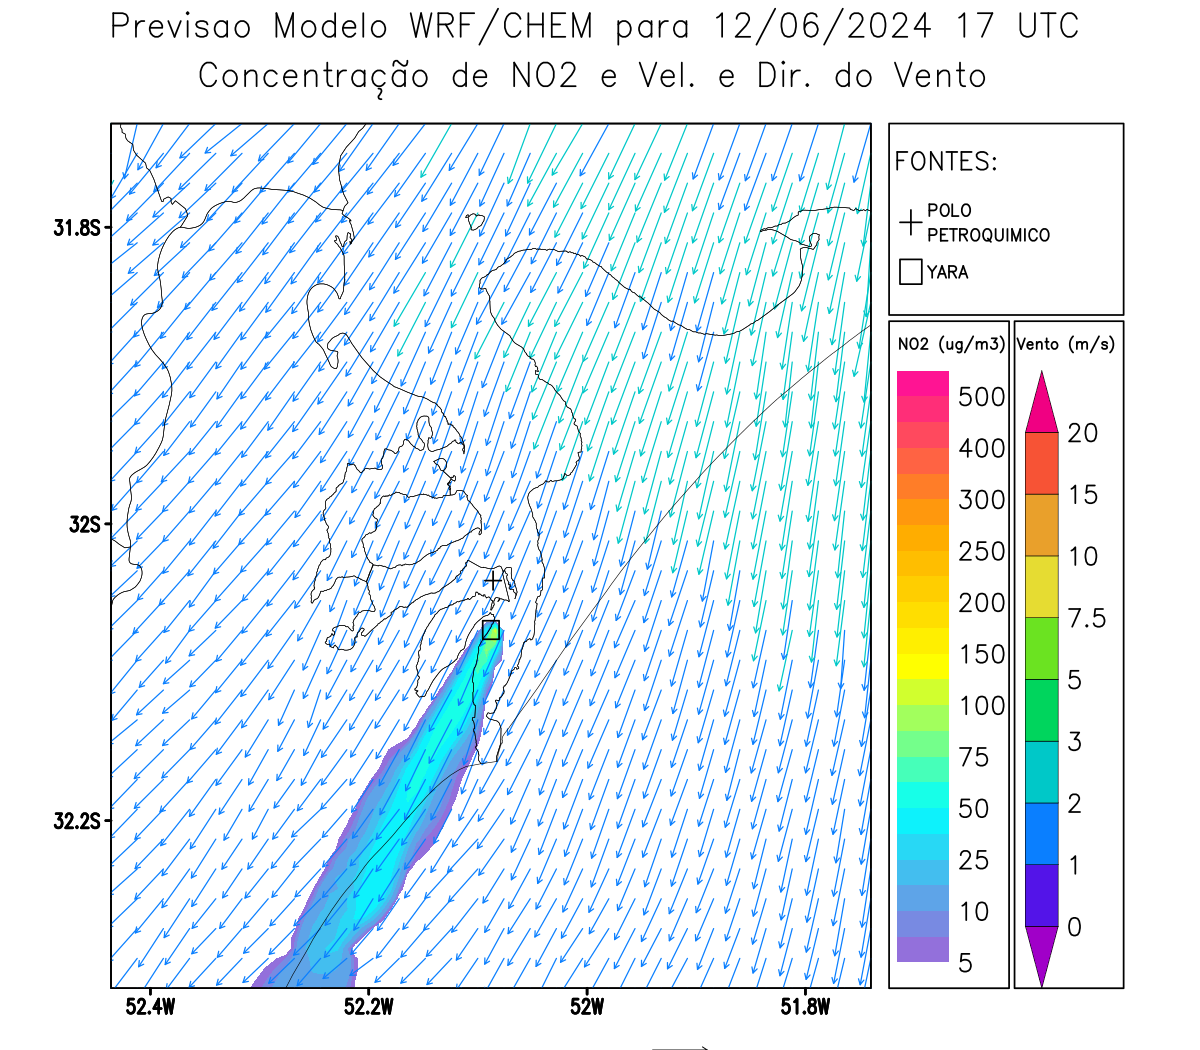 Previsao Modelo WRF/CHEM para 12/06/2024 17 UTC
Concentração de NO2 e Vel. e Dir. do Vento
FONTES:
POLO
PETROQUIMICO
YARA
NO2 (ug/m3)
500
400
300
250
200
150
100
75
50
25
10
5
Vento (m/s)
20
15
10
7.5
5
3
2
1
0
31.8S
32S
32.2S
52.4W 52.2W 52W 51.8W